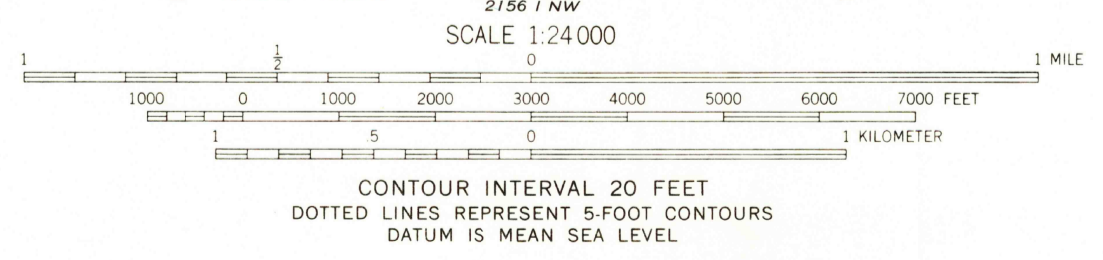 2156 I NW
SCALE 1:24 000
1 1/2 0 1 MILE
1000 0 1000 2000 3000 4000 5000 6000 7000 FEET
1 .5 0 1 KILOMETER
CONTOUR INTERVAL 20 FEET
DOTTED LINES REPRESENT 5-FOOT CONTOURS
DATUM IS MEAN SEA LEVEL